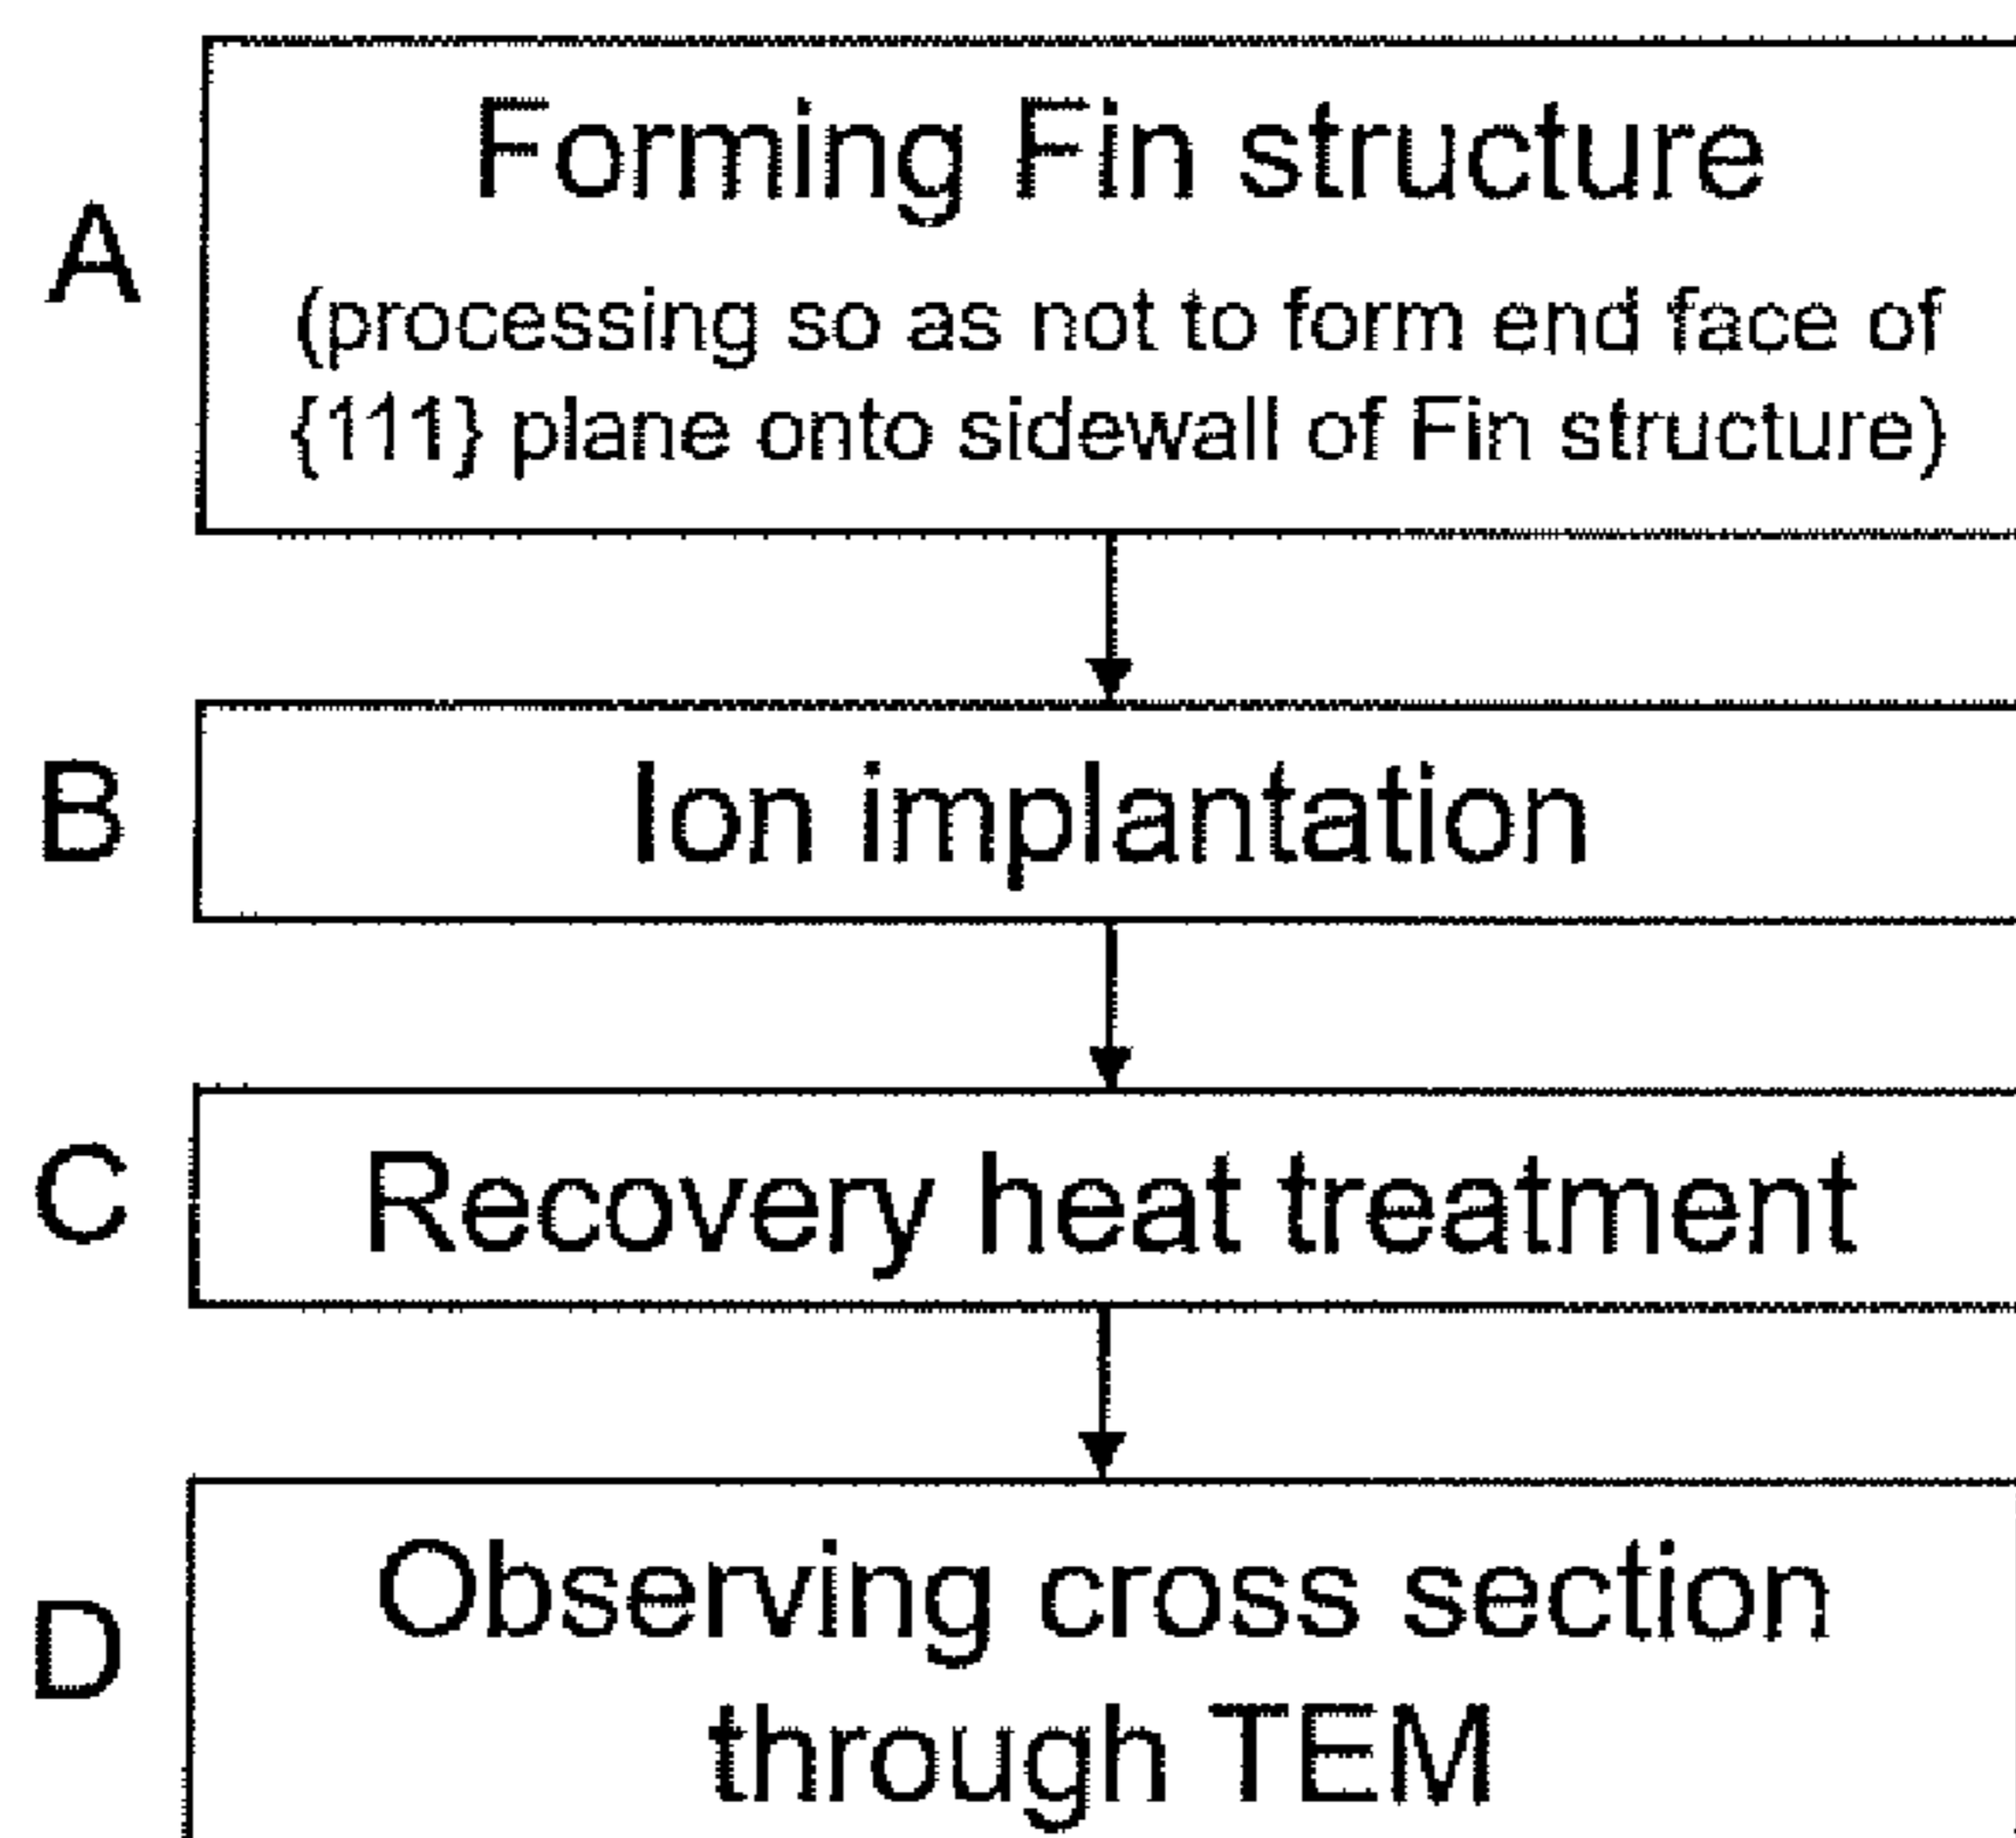 Forming Fin structure
A
(processing so as not to form end face of
{111} plane onto sidewall of Fin structure)
B
Ion implantation
C
Recovery heat treatment
D
Observing cross section
through TEM